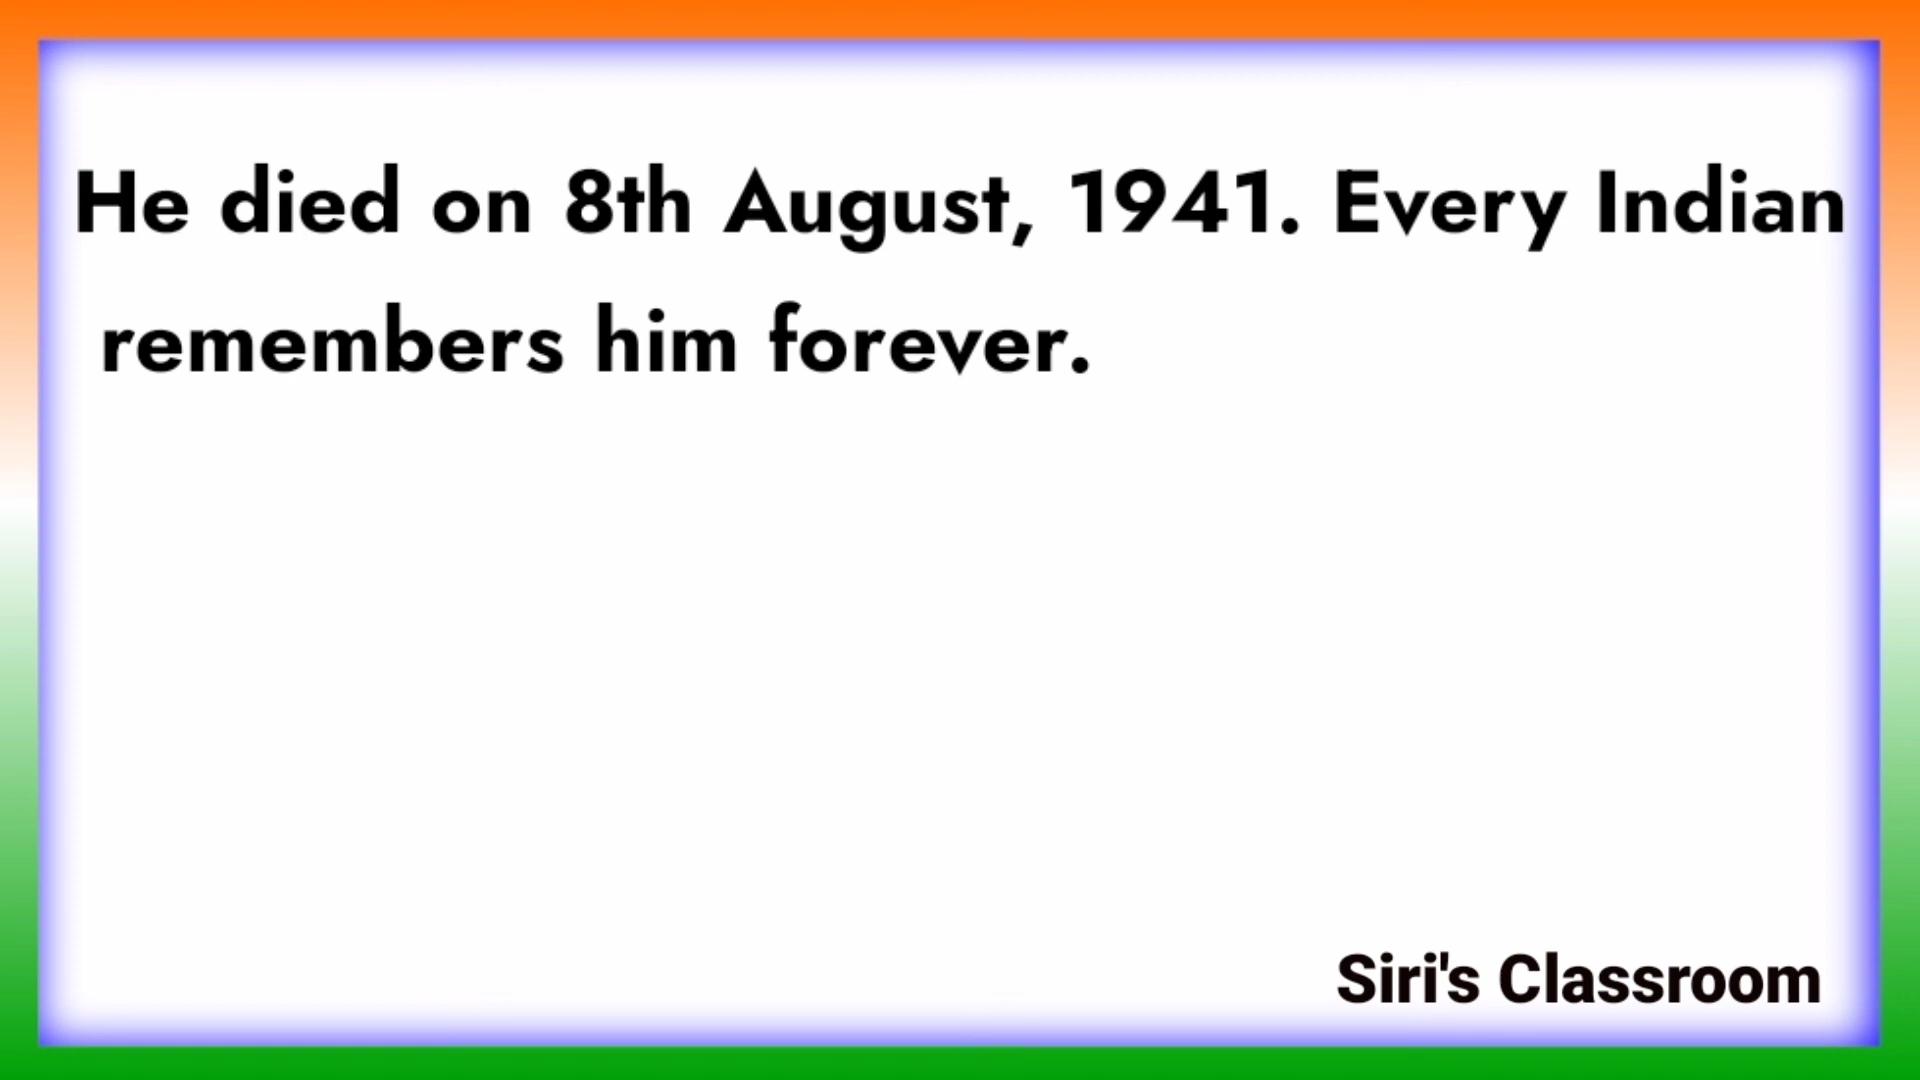 He died on 8th August, 1941. Every Indian
remembers him forever.
Siri's Classroom